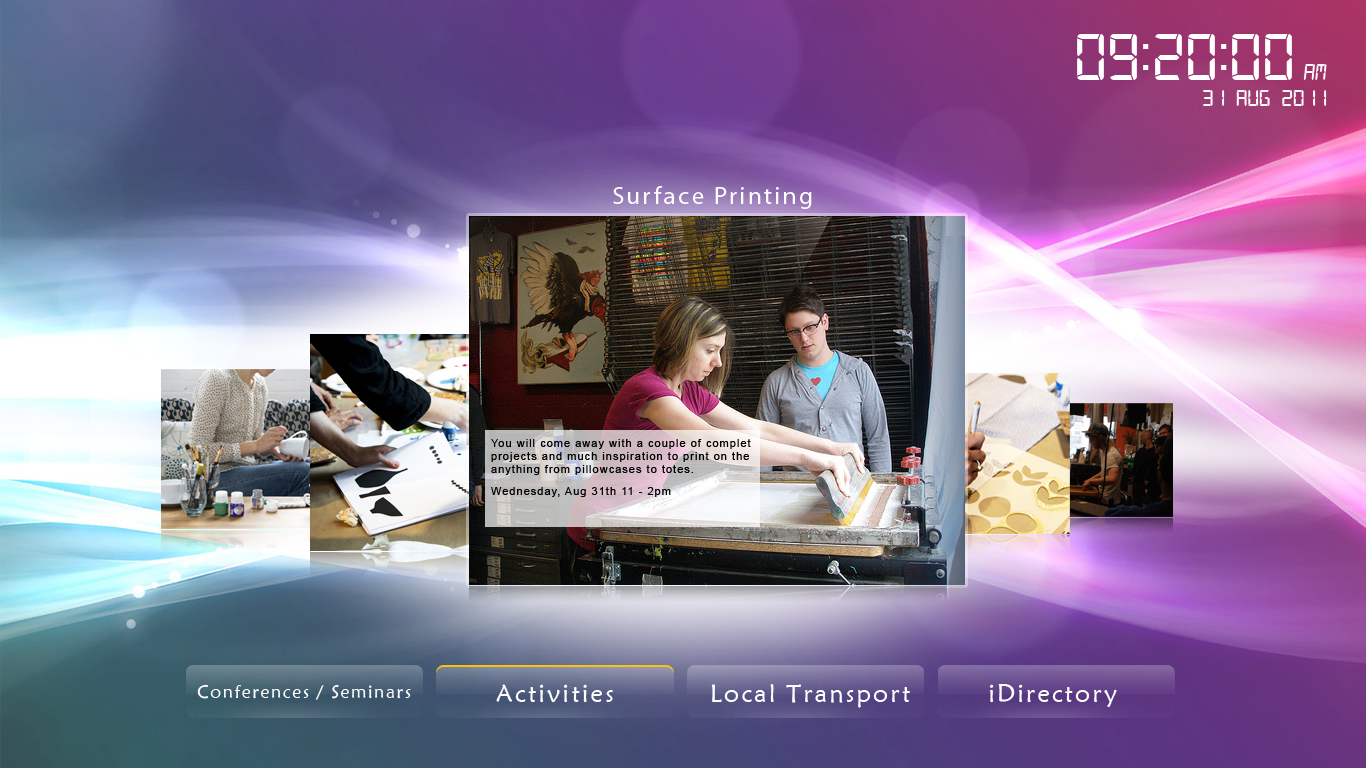 09:20:00 AM
31 AUG 2011
Surface Printing
You will come away with a couple of complet
projects and much inspiration to print on the
anything from pillowcases to totes.
Wednesday, Aug 31th 11 - 2pm
Conferences / Seminars
Activities
Local Transport
iDirectory